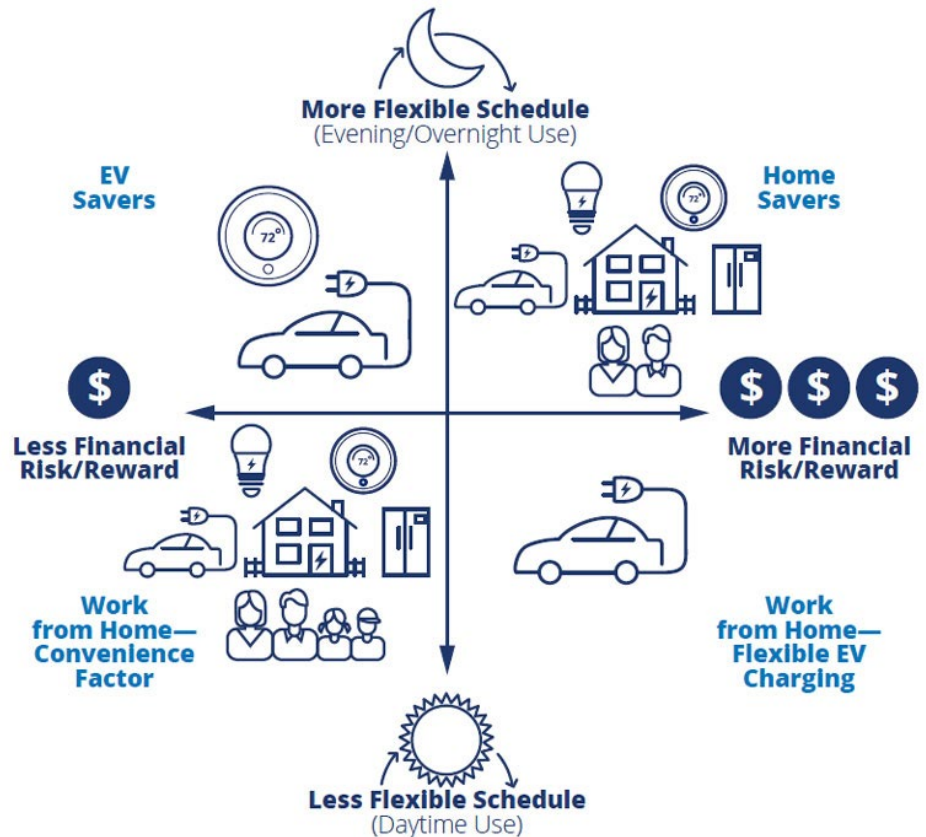 More Flexible Schedule
(Evening/Overnight Use)
EV
Savers
Home
Savers
72°
72°
$
$ $ $
Less Financial
Risk/Reward
More Financial
Risk/Reward
72°
Work
from Home—
Convenience
Factor
Work
from Home—
Flexible EV
Charging
Less Flexible Schedule
(Daytime Use)